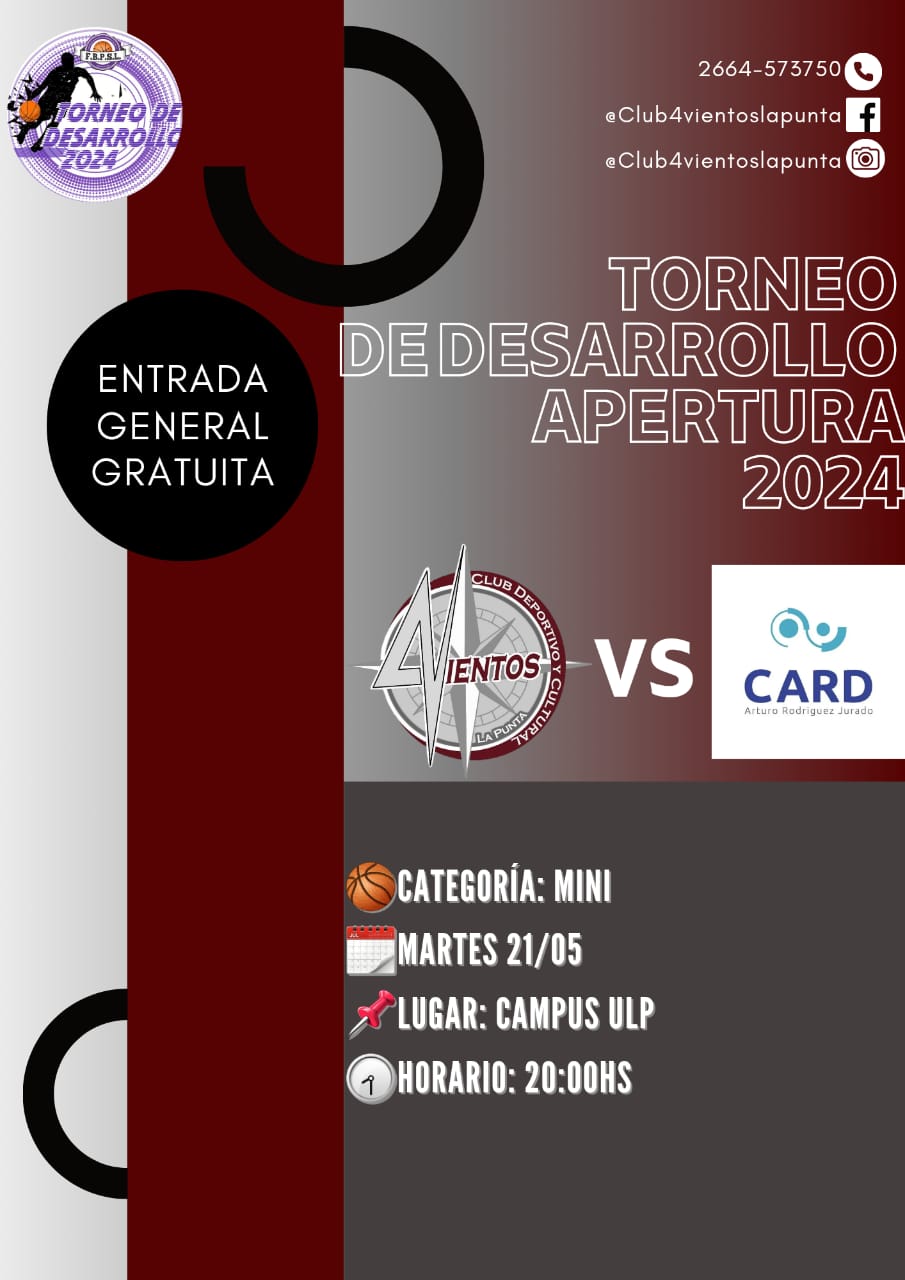 F.B.P.S.L.
TORNEO DE
DESARROLLO
2024
2664-573750
@Club4vientoslapunta
@Club4vientoslapunta
TORNEO
DE DESARROLLO
APERTURA
2024
ENTRADA
GENERAL
GRATUITA
CLUB DEPORTIVO Y CULTURAL
4VIENTOS
LA PUNTA
VS
CARD
Arturo Rodriguez Jurado
CATEGORÍA: MINI
JUL
MARTES 21/05
LUGAR: CAMPUS ULP
HORARIO: 20:00HS